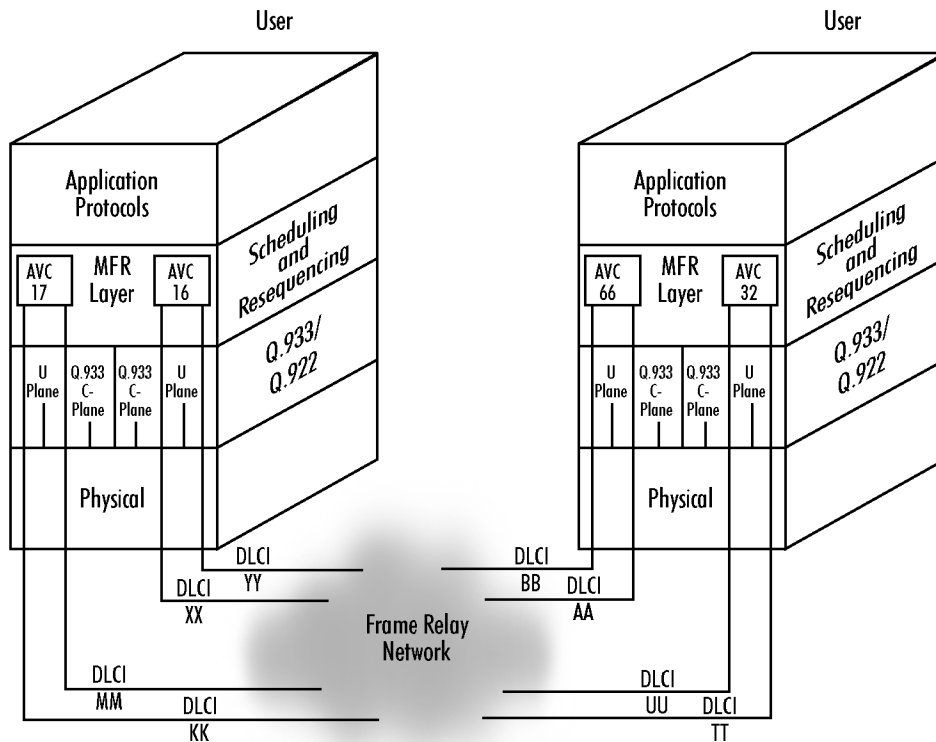 User
Application
Protocols
AVC
17
MFR
Layer
AVC
16
Scheduling
and
Resequencing
U
Plane
Q.933
C-
Plane
Q.933
C-
Plane
U
Plane
Q.933/
Q.922
Physical
User
Application
Protocols
AVC
66
MFR
Layer
AVC
32
Scheduling
and
Resequencing
U
Plane
Q.933
C-
Plane
Q.933
C-
Plane
U
Plane
Q.933/
Q.922
Physical
DLCI
YY
DLCI
XX
DLCI
BB
DLCI
AA
Frame Relay
Network
DLCI
MM
DLCI
KK
DLCI
UU
DLCI
TT